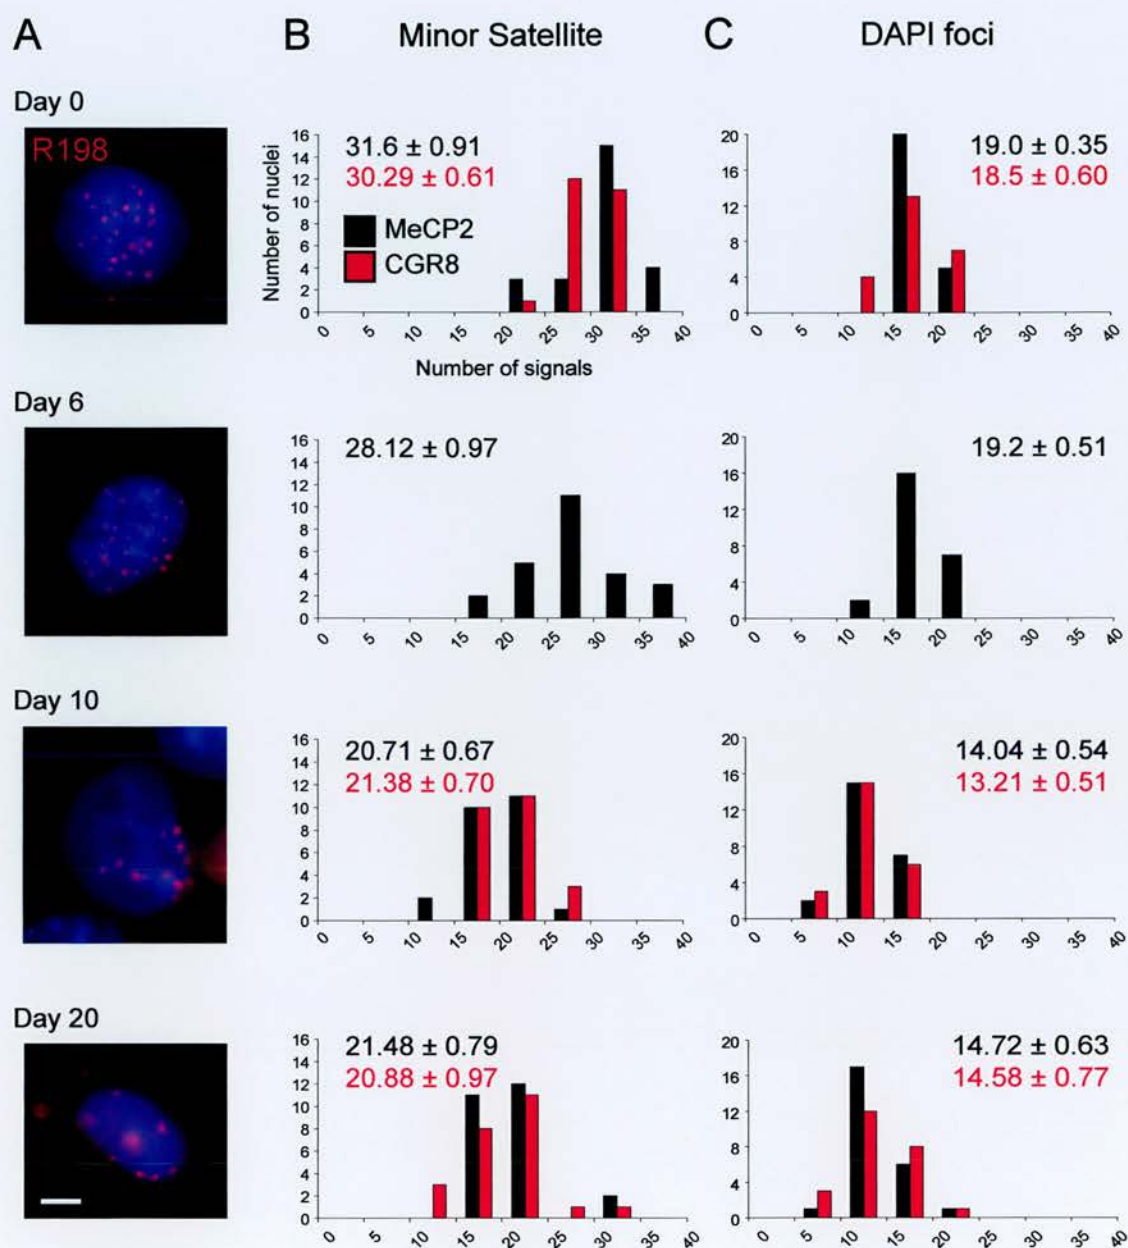 A
B Minor Satellite
C DAPI foci
Day 0
R198
Number of nuclei
16
14
12
10
8
6
4
2
0
31.6 ± 0.91
30.29 ± 0.61
MeCP2
CGR8
0 5 10 15 20 25 30 35 40
Number of signals
20
16
12
8
4
0
19.0 ± 0.35
18.5 ± 0.60
0 5 10 15 20 25 30 35 40
Day 6
16
14
12
10
8
6
4
2
0
28.12 ± 0.97
0 5 10 15 20 25 30 35 40
20
16
12
8
4
0
19.2 ± 0.51
0 5 10 15 20 25 30 35 40
Day 10
16
14
12
10
8
6
4
2
0
20.71 ± 0.67
21.38 ± 0.70
0 5 10 15 20 25 30 35 40
20
16
12
8
4
0
14.04 ± 0.54
13.21 ± 0.51
0 5 10 15 20 25 30 35 40
Day 20
16
14
12
10
8
6
4
2
0
21.48 ± 0.79
20.88 ± 0.97
0 5 10 15 20 25 30 35 40
20
16
12
8
4
0
14.72 ± 0.63
14.58 ± 0.77
0 5 10 15 20 25 30 35 40